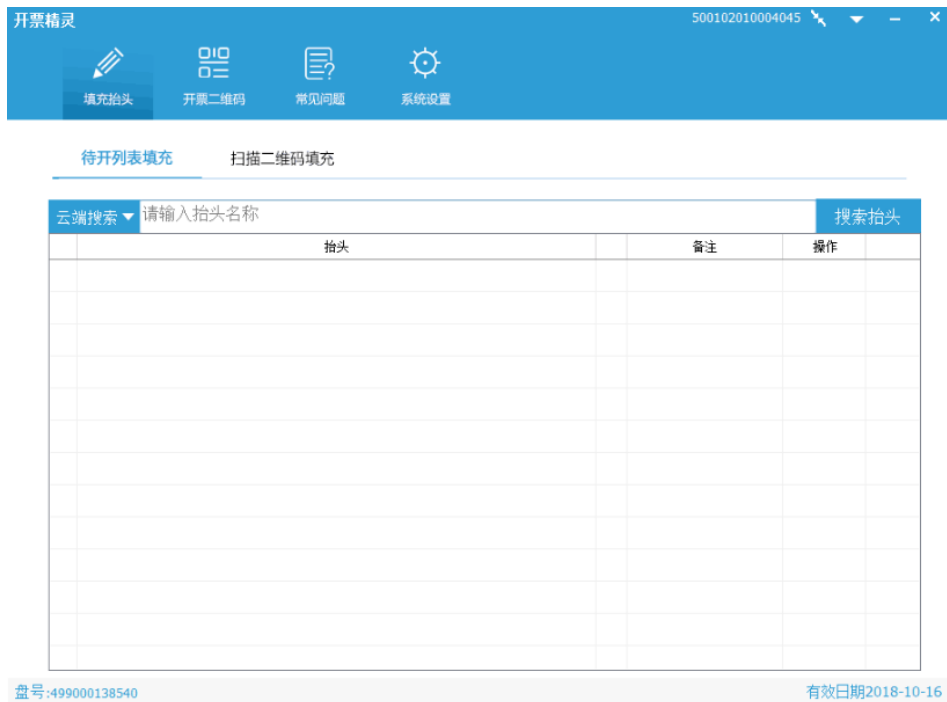 开票精灵 500102010004045
填充抬头 开票二维码 常见问题 系统设置
待开列表填充 扫描二维码填充
云端搜索 请输入抬头名称 搜索抬头
抬头 备注 操作
盘号:499000138540 有效日期2018-10-16